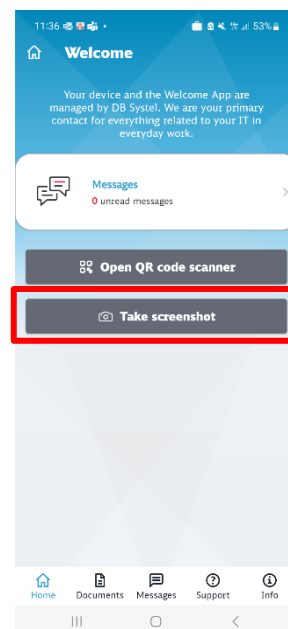 11:36
53%
Welcome
Your device and the Welcome App are
managed by DB Systel. We are your primary
contact for everything related to your IT in
everyday work.
Messages
0 unread messages
Open QR code scanner
Take screenshot
Home Documents Messages Support Info